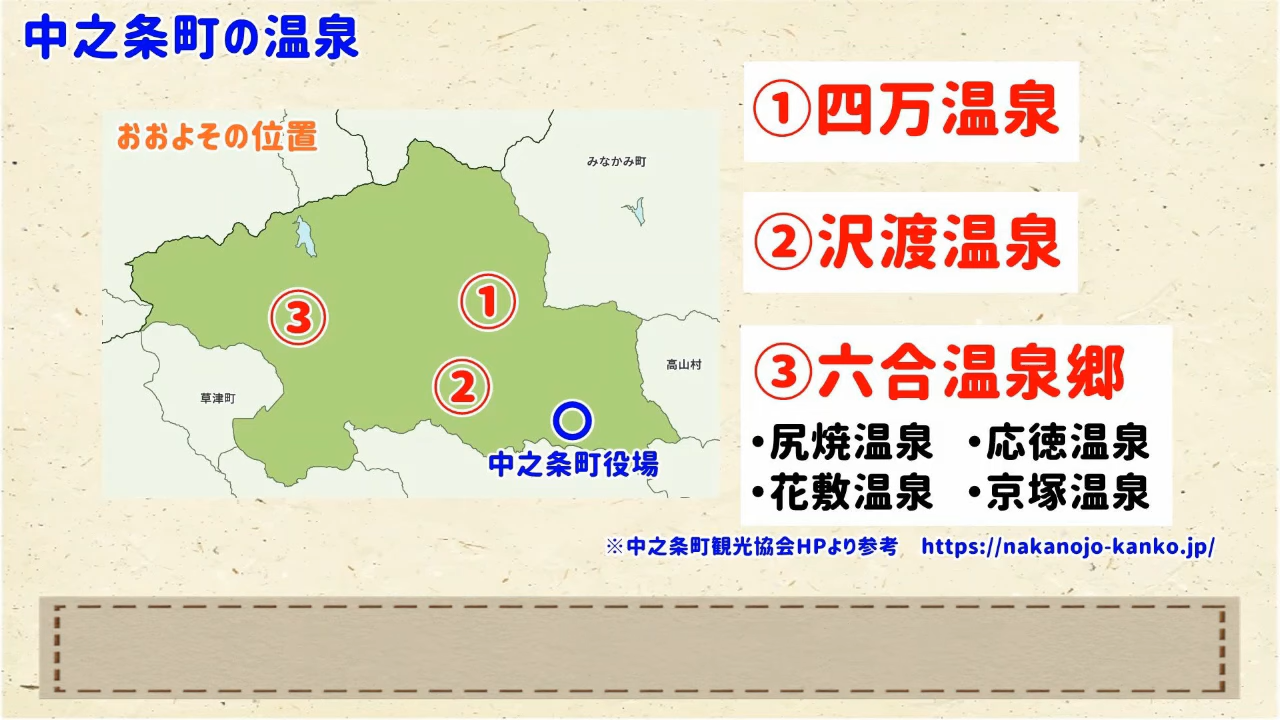 中之条町の温泉
おおよその位置
みなかみ町
高山村
草津町
①
②
③
中之条町役場
①四万温泉
②沢渡温泉
③六合温泉郷
・尻焼温泉 ・応徳温泉
・花敷温泉 ・京塚温泉
※中之条町観光協会HPより参考 https://nakanojo-kanko.jp/